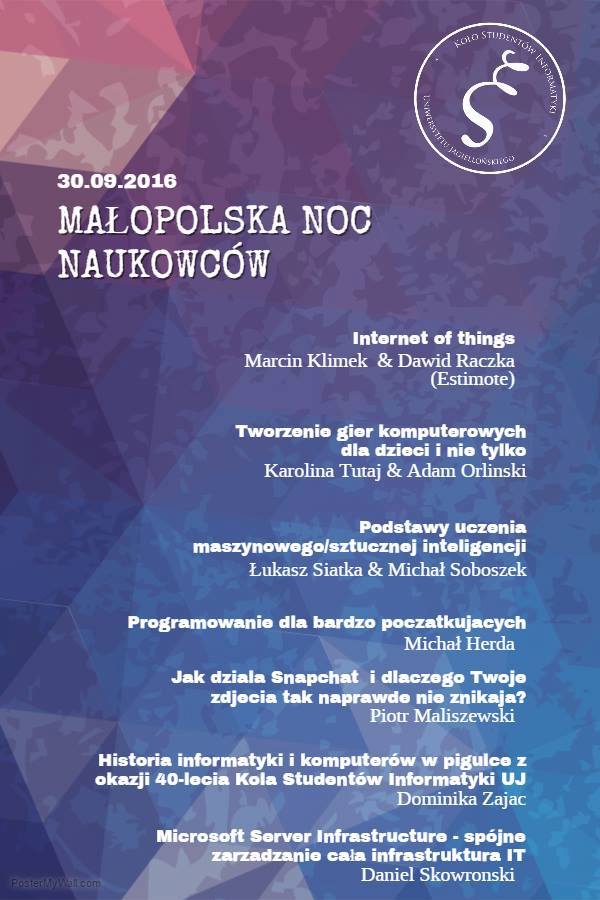 KOŁO STUDENTÓW INFORMATYKI
UNIWERSYTETU JAGIELLOŃSKIEGO
30.09.2016
MAŁOPOLSKA NOC
NAUKOWCÓW
Internet of things
Marcin Klimek & Dawid Raczka
(Estimote)
Tworzenie gier komputerowych
dla dzieci i nie tylko
Karolina Tutaj & Adam Orlinski
Podstawy uczenia
maszynowego/sztucznej inteligencji
Łukasz Siatka & Michał Soboszek
Programowanie dla bardzo poczatkujacych
Michał Herda
Jak dziala Snapchat i dlaczego Twoje
zdjecia tak naprawde nie znikaja?
Piotr Maliszewski
Historia informatyki i komputerów w pigulce z
okazji 40-lecia Kola Studentów Informatyki UJ
Dominika Zajac
Microsoft Server Infrastructure - spójne
zarzadzanie cała infrastruktura IT
Daniel Skowronski
PosterMyWall.com